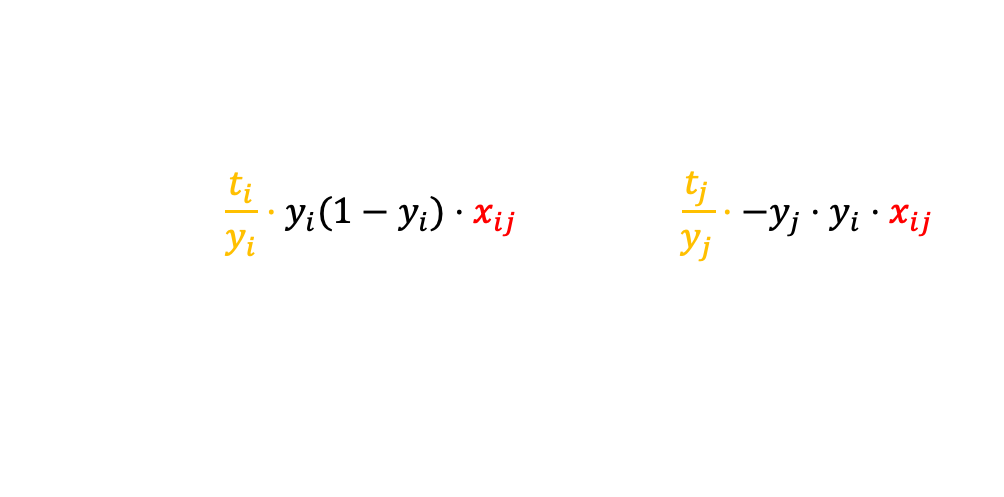 t_i/y_i · y_i(1 − y_i) · x_ij
t_j/y_j · −y_j · y_i · x_ij